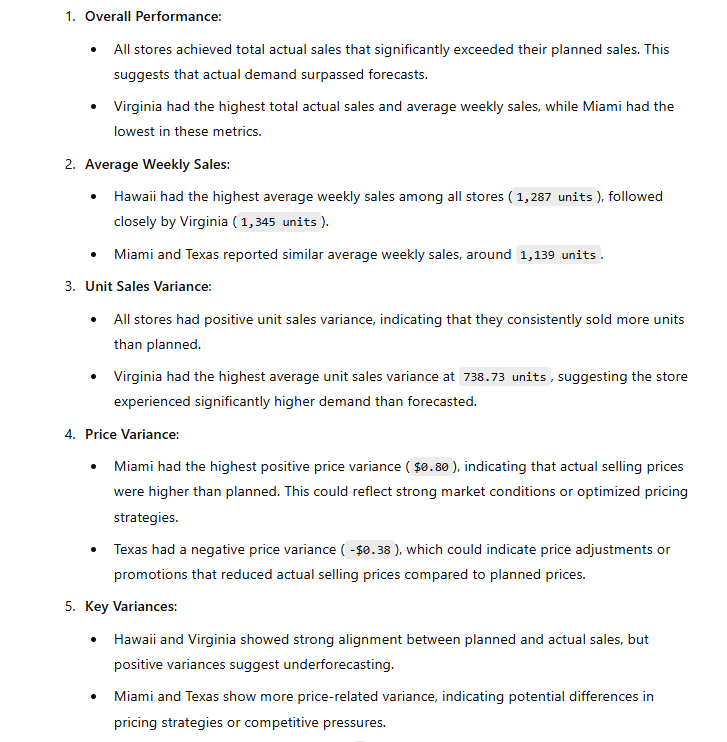 1. Overall Performance:
• All stores achieved total actual sales that significantly exceeded their planned sales. This
suggests that actual demand surpassed forecasts.
• Virginia had the highest total actual sales and average weekly sales, while Miami had the
lowest in these metrics.
2. Average Weekly Sales:
• Hawaii had the highest average weekly sales among all stores ( 1,287 units ), followed
closely by Virginia ( 1,345 units ).
• Miami and Texas reported similar average weekly sales, around 1,139 units .
3. Unit Sales Variance:
• All stores had positive unit sales variance, indicating that they consistently sold more units
than planned.
• Virginia had the highest average unit sales variance at 738.73 units , suggesting the store
experienced significantly higher demand than forecasted.
4. Price Variance:
• Miami had the highest positive price variance ( $0.80 ), indicating that actual selling prices
were higher than planned. This could reflect strong market conditions or optimized pricing
strategies.
• Texas had a negative price variance ( -$0.38 ), which could indicate price adjustments or
promotions that reduced actual selling prices compared to planned prices.
5. Key Variances:
• Hawaii and Virginia showed strong alignment between planned and actual sales, but
positive variances suggest underforecasting.
• Miami and Texas show more price-related variance, indicating potential differences in
pricing strategies or competitive pressures.